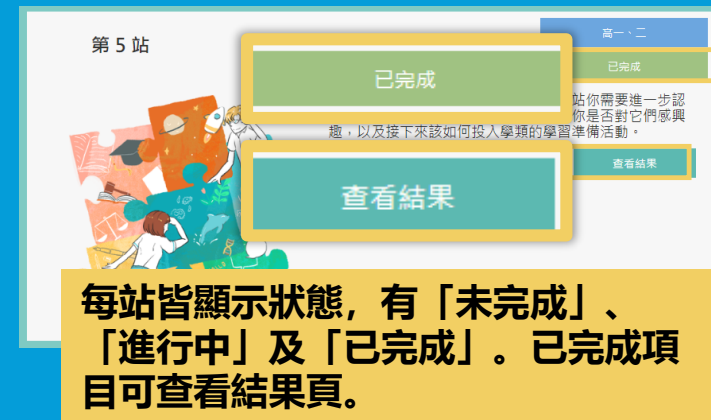 第 5 站
高一、二
已完成
已完成
站你需要進一步認
你是否對它們感興
趣，以及接下來該如何投入學類的學習準備活動。
查看結果
查看結果
每站皆顯示狀態，有「未完成」、
「進行中」及「已完成」。已完成項
目可查看結果頁。